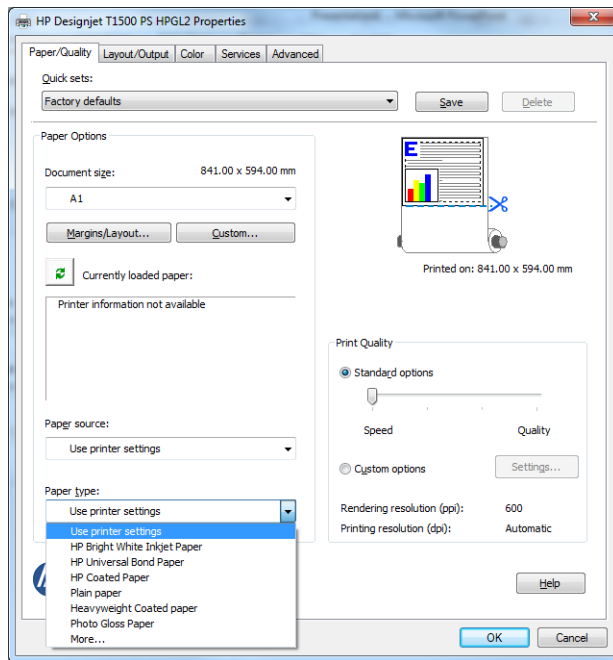 HP Designjet T1500 PS HPGL2 Properties
Paper/Quality Layout/Output Color Services Advanced
Quick sets:
Factory defaults
Save
Delete
Paper Options
Document size: 841.00 x 594.00 mm
A1
Margins/Layout... Custom...
Currently loaded paper:
Printer information not available
E
Printed on: 841.00 x 594.00 mm
Paper source:
Use printer settings
Paper type:
Use printer settings
Use printer settings
HP Bright White Inkjet Paper
HP Universal Bond Paper
HP Coated Paper
Plain paper
Heavyweight Coated paper
Photo Gloss Paper
More...
Print Quality
Standard options
Speed Quality
Custom options Settings...
Rendering resolution (ppi): 600
Printing resolution (dpi): Automatic
Help
OK Cancel